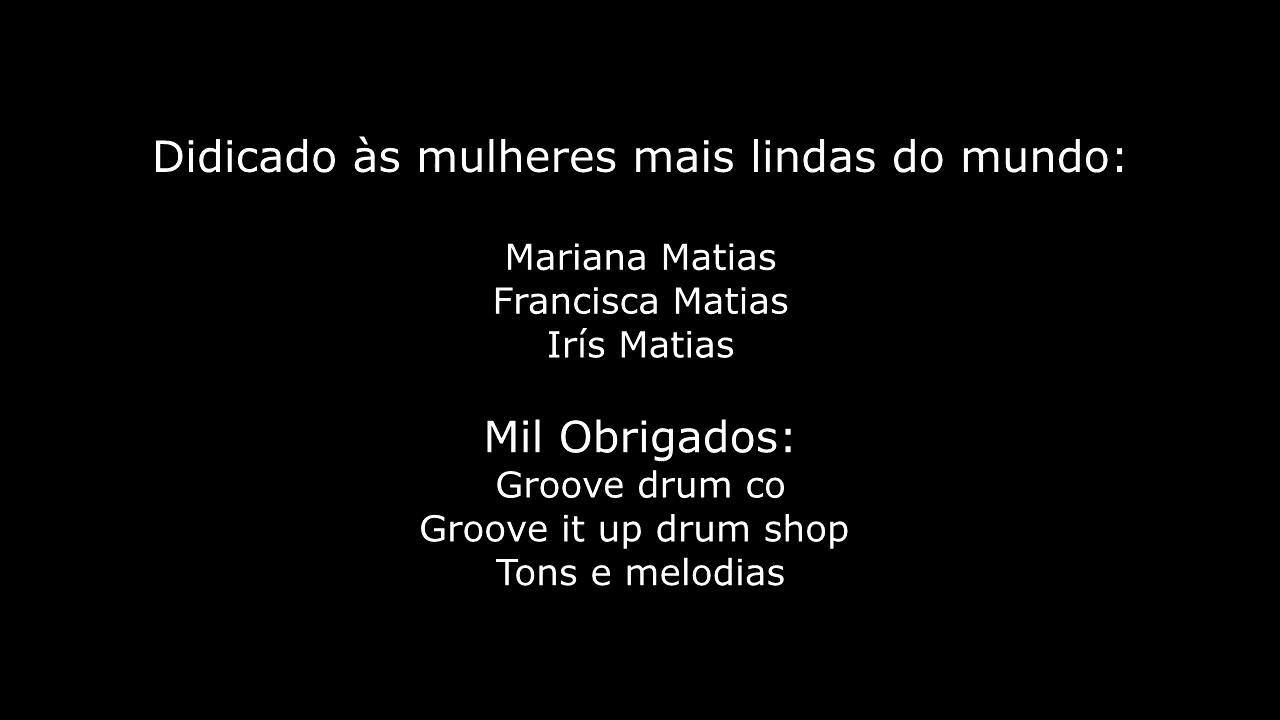 Didicado às mulheres mais lindas do mundo:
Mariana Matias
Francisca Matias
Irís Matias
Mil Obrigados:
Groove drum co
Groove it up drum shop
Tons e melodias